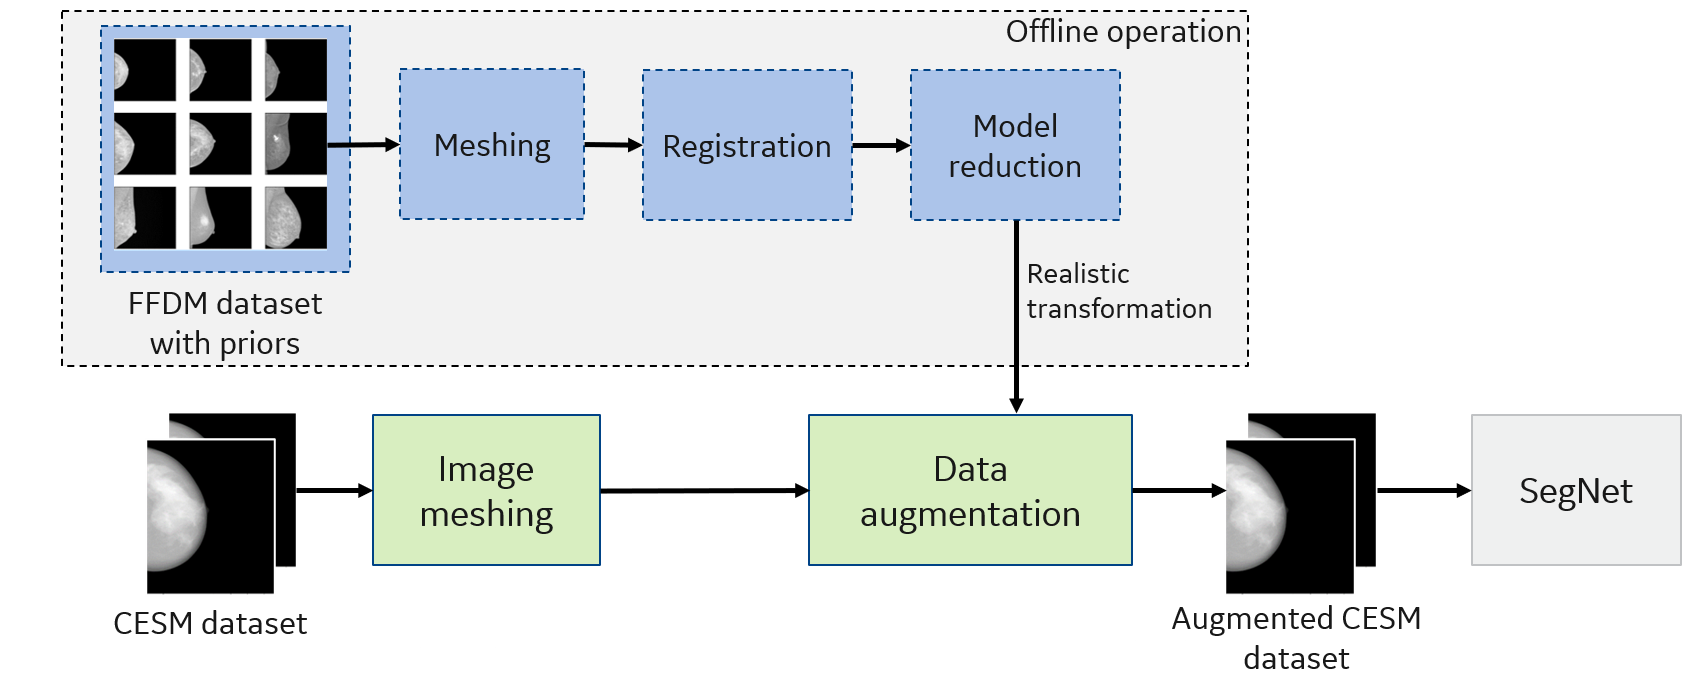 Offline operation
Meshing
Registration
Model
reduction
FFDM dataset
with priors
Realistic
transformation
Image
meshing
Data
augmentation
SegNet
CESM dataset
Augmented CESM
dataset